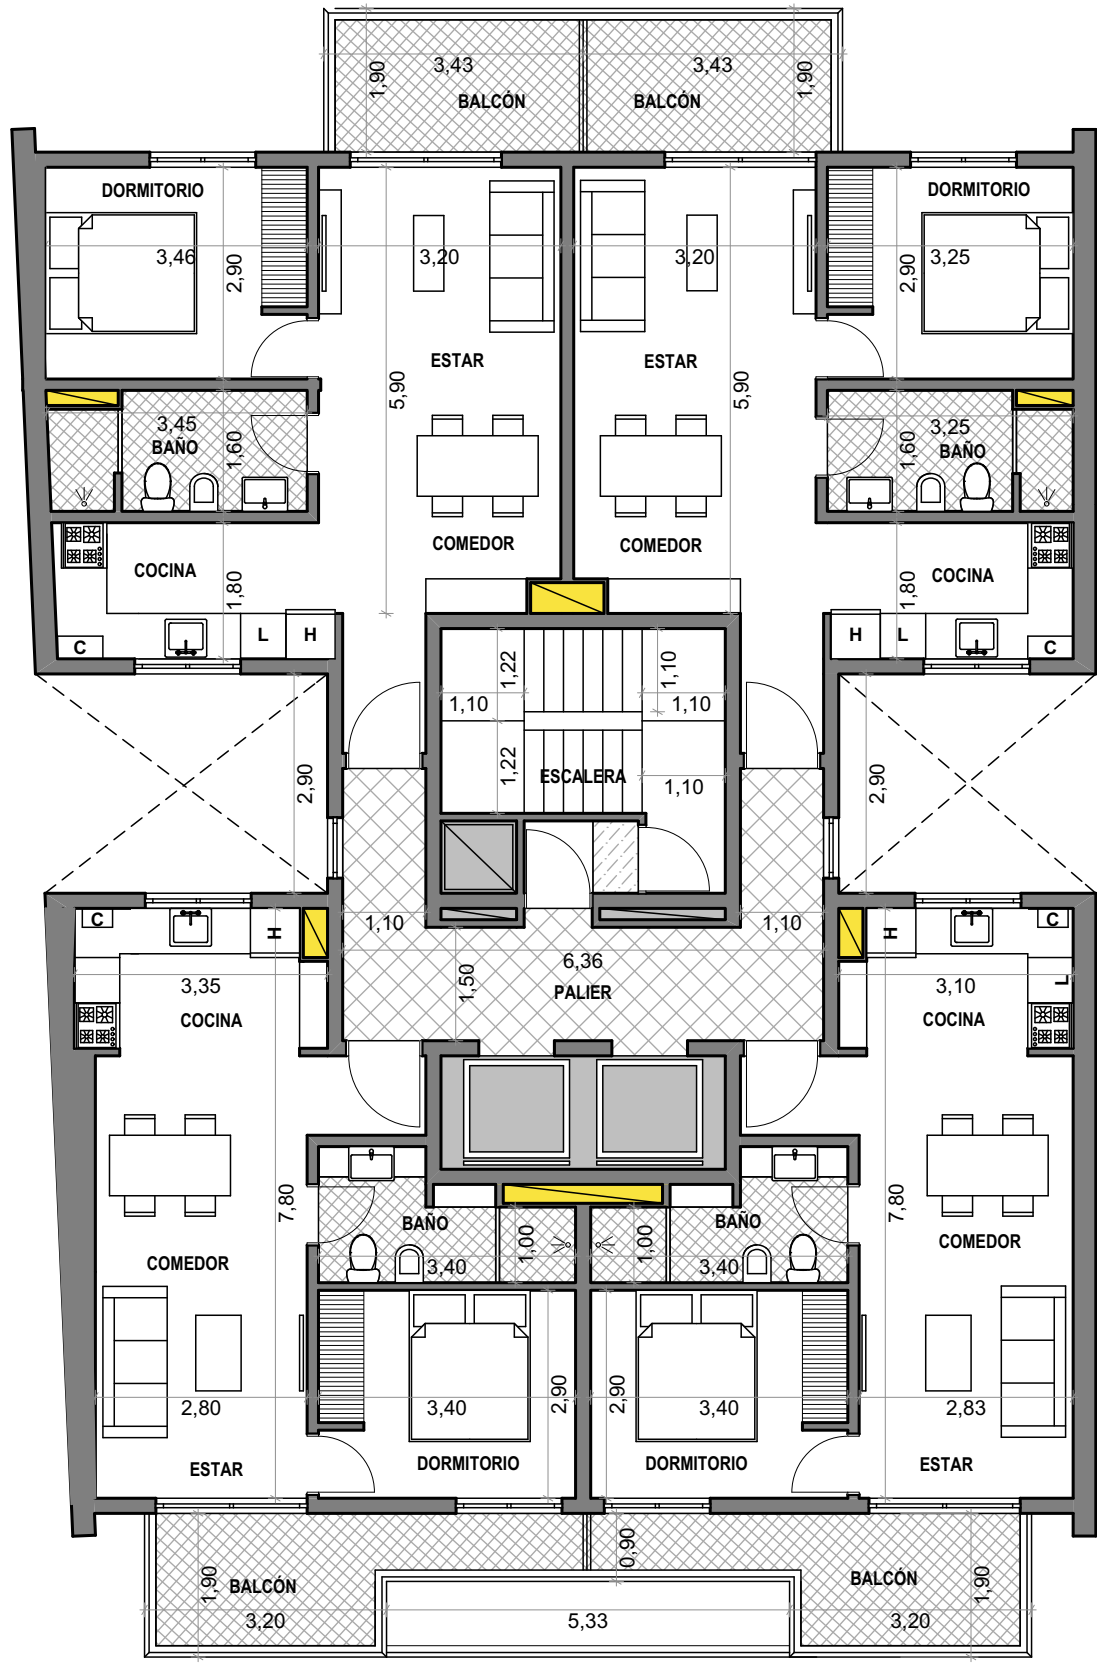 3,43
3,43
1,90
1,90
BALCÓN
BALCÓN
DORMITORIO
DORMITORIO
3,46
2,90
3,20
3,20
2,90
3,25
ESTAR
ESTAR
5,90
5,90
3,45
BAÑO
1,60
1,60
3,25
BAÑO
COMEDOR
COMEDOR
COCINA
1,80
1,80
COCINA
C
L
H
H
L
C
1,22
1,10
1,10
1,10
2,90
1,22
ESCALERA
1,10
2,90
C
H
1,10
1,10
H
C
6,36
PALIER
1,50
3,35
COCINA
3,10
L
COCINA
7,80
7,80
BAÑO
1,00
3,40
BAÑO
1,00
3,40
COMEDOR
COMEDOR
2,80
3,40
2,90
2,90
3,40
2,83
ESTAR
DORMITORIO
DORMITORIO
ESTAR
1,90
BALCÓN
0,90
BALCÓN
1,90
3,20
5,33
3,20